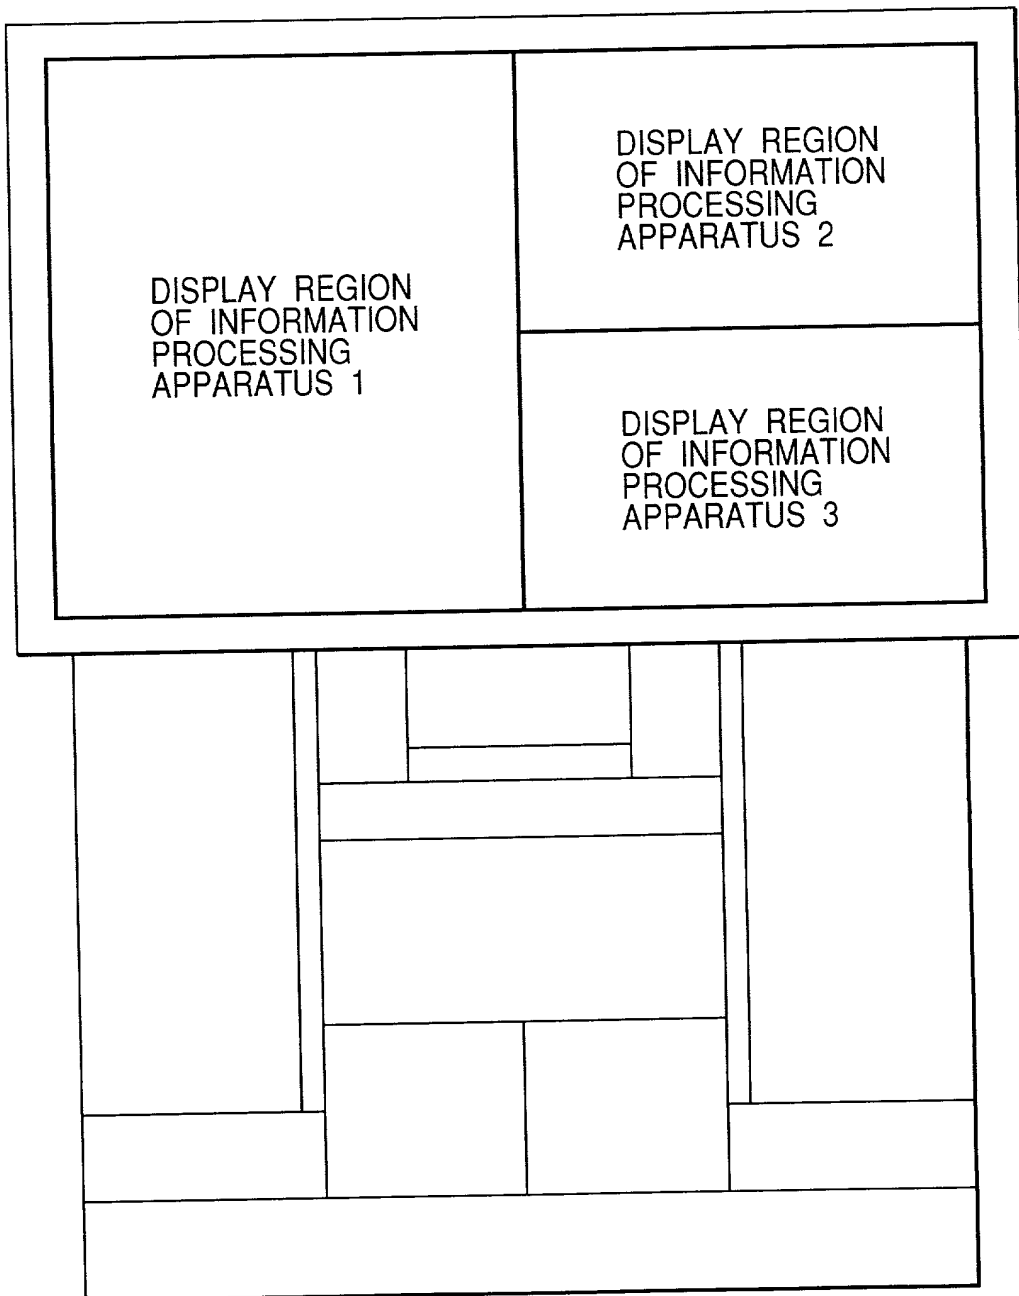 DISPLAY REGION
OF INFORMATION
PROCESSING
APPARATUS 1
DISPLAY REGION
OF INFORMATION
PROCESSING
APPARATUS 2
DISPLAY REGION
OF INFORMATION
PROCESSING
APPARATUS 3